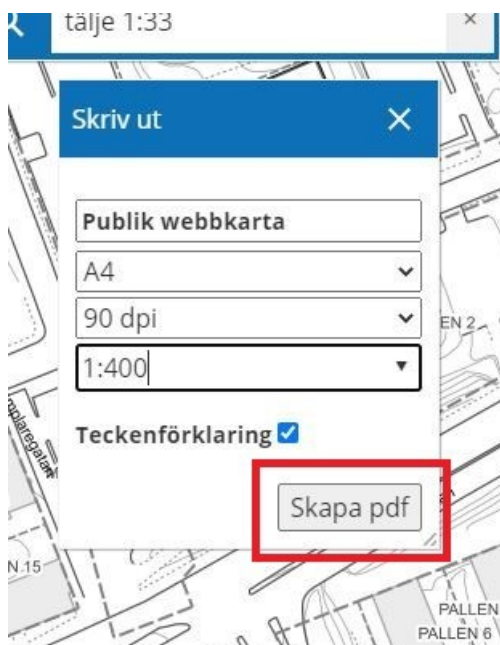 tälje 1:33
×
Skriv ut
Publik webbkarta
A4
90 dpi
EN 2
1:400
Teckenförklaring
Skapa pdf
N.15
PALLEN
PALLEN 6